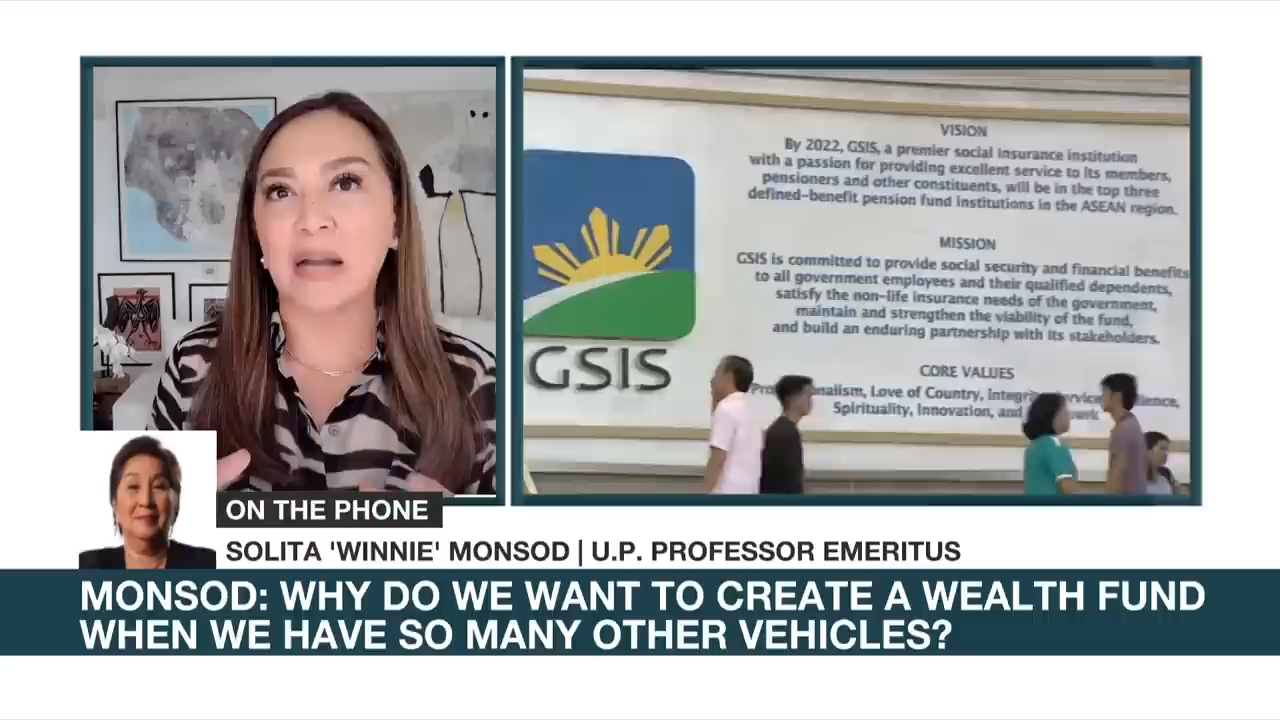 VISION
By 2022, GSIS, a premier social insurance institution
with a passion for providing excellent service to its members,
pensioners and other constituents, will be in the top three
defined-benefit pension fund institutions in the ASEAN region.
MISSION
GSIS is committed to provide social security and financial benefits
to all government employees and their qualified dependents,
satisfy the non-life insurance needs of the government,
maintain and strengthen the viability of the fund,
and build an enduring partnership with its stakeholders.
GSIS
CORE VALUES
Love of Country,
Spirituality, Innovation, and
ON THE PHONE
SOLITA 'WINNIE' MONSOD | U.P. PROFESSOR EMERITUS
MONSOD: WHY DO WE WANT TO CREATE A WEALTH FUND
WHEN WE HAVE SO MANY OTHER VEHICLES?